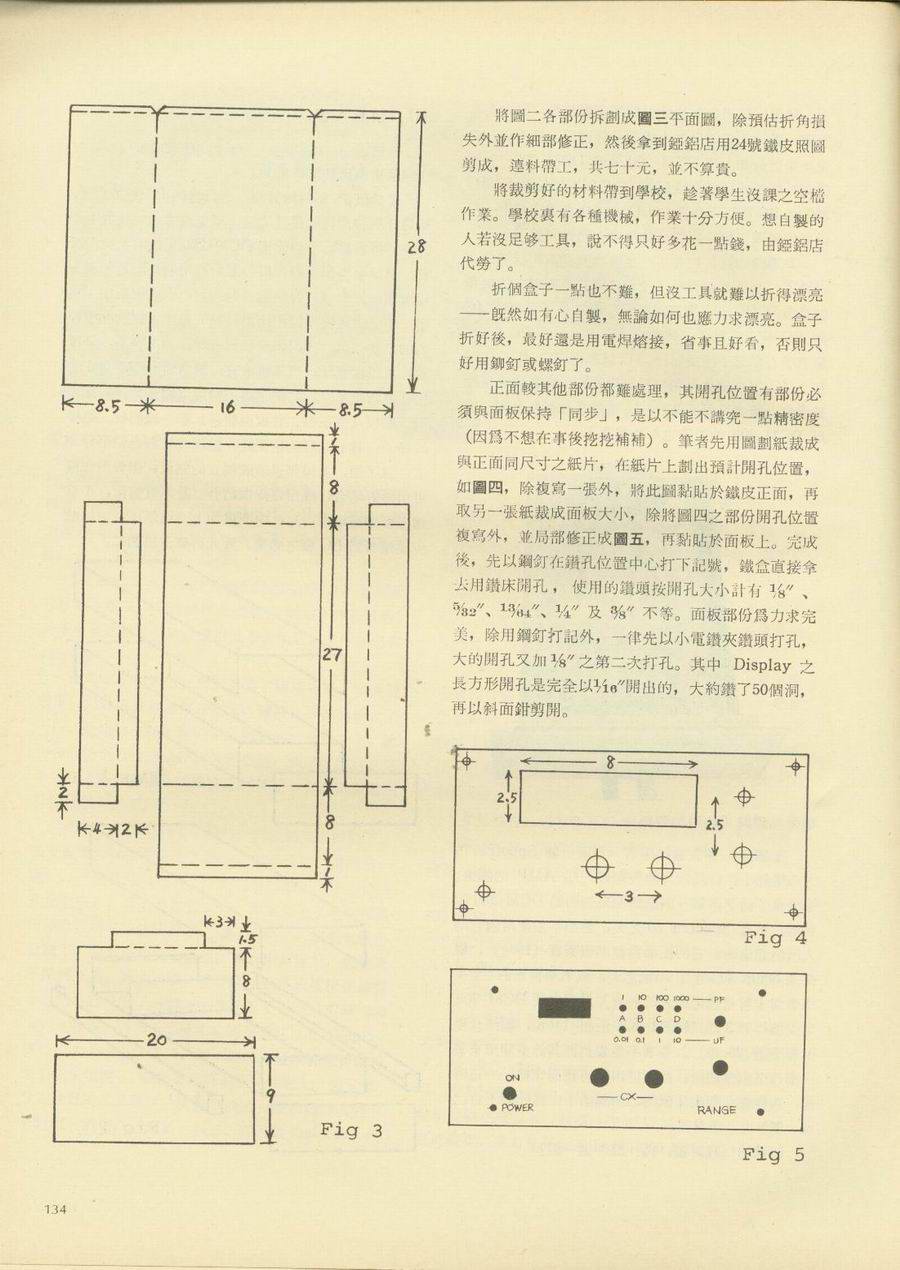 將圖二各部份拆劃成圖三平面圖，除預估折角損
失外並作細部修正，然後拿到鋞鋁店用24號鐵皮照圖
剪成，連料帶工，共七十元，並不算貴。
將裁剪好的材料帶到學校，趁著學生沒課之空檔
作業。學校裏有各種機械，作業十分方便。想自製的
人若沒足够工具，說不得只好多花一點錢，由鋞鋁店
代勞了。
折個盒子一點也不難，但沒工具就難以折得漂亮
——既然如有心自製，無論如何也應力求漂亮。盒子
折好後，最好還是用電焊熔接，省事且好看，否則只
好用鉚釘或螺釘了。
正面較其他部份都難處理，其開孔位置有部份必
須與面板保持「同步」，是以不能不講究一點精密度
（因爲不想在事後挖挖補補）。筆者先用圖劃紙裁成
與正面同尺寸之紙片，在紙片上劃出預計開孔位置，
如圖四，除複寫一張外，將此圖黏貼於鐵皮正面，再
取另一張紙裁成面板大小，除將圖四之部份開孔位置
複寫外，並局部修正成圖五，再黏貼於面板上。完成
後，先以鋼釘在鑽孔位置中心打下記號，鐵盒直接拿
去用鑽床開孔，使用的鑽頭按開孔大小計有 1/8″、
5/32″、13/64″、1/4″ 及 3/8″ 不等。面板部份爲力求完
美，除用鋼釘打記外，一律先以小電鑽夾鑽頭打孔，
大的開孔又加 1/8″ 之第二次打孔。其中 Display 之
長方形開孔是完全以1/16″開出的，大約鑽了50個洞，
再以斜面鉗剪開。
28
8.5
16
8.5
1
8
27
8
1
2
4
2
3
1.5
8
20
9
Fig 3
8
2.5
2.5
3
Fig 4
1 10 100 1000 PF
A B C D
0.01 0.1 1 10 UF
ON
POWER
CX
RANGE
Fig 5
134